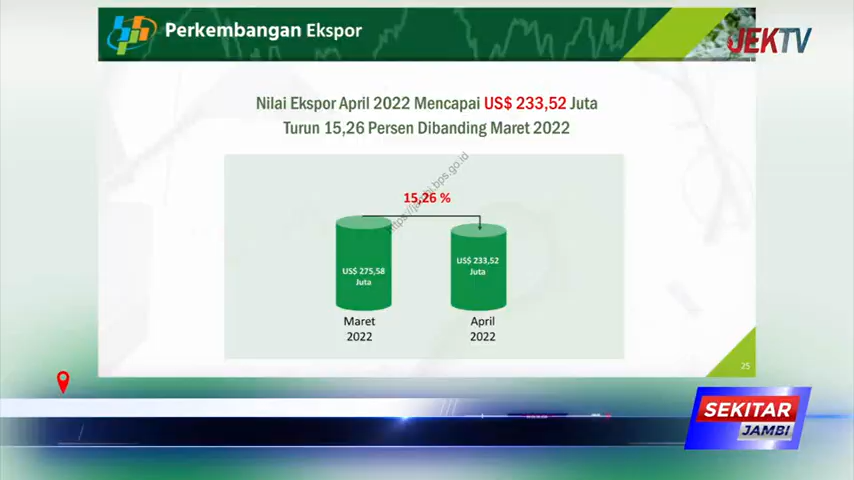 Perkembangan Ekspor
JEKTV
Nilai Ekspor April 2022 Mencapai US$ 233,52 Juta
Turun 15,26 Persen Dibanding Maret 2022
15,26 %
US$ 275,58
Juta
US$ 233,52
Juta
Maret
2022
April
2022
25
SEKITAR
JAMBI